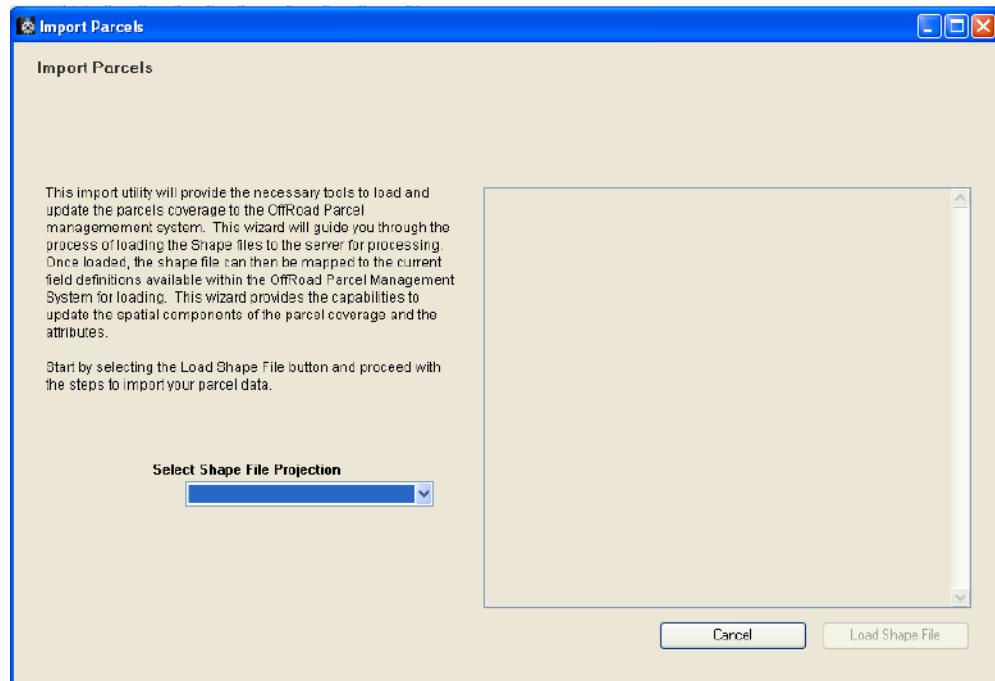 Import Parcels
Import Parcels
This import utility will provide the necessary tools to load and
update the parcels coverage to the OffRoad Parcel
managemement system. This wizard will guide you through the
process of loading the Shape files to the server for processing.
Once loaded, the shape file can then be mapped to the current
field definitions available within the OffRoad Parcel Management
System for loading. This wizard provides the capabilities to
update the spatial components of the parcel coverage and the
attributes.
Start by selecting the Load Shape File button and proceed with
the steps to import your parcel data.
Select Shape File Projection
Cancel
Load Shape File